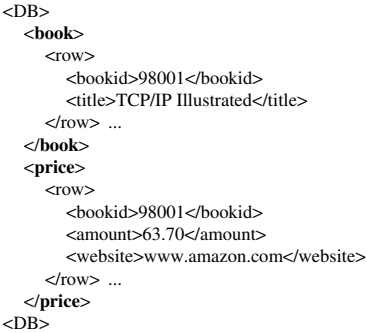 <DB>
<book>
<row>
<bookid>98001</bookid>
<title>TCP/IP Illustrated</title>
</row> ...
</book>
<price>
<row>
<bookid>98001</bookid>
<amount>63.70</amount>
<website>www.amazon.com</website>
</row> ...
</price>
<DB>